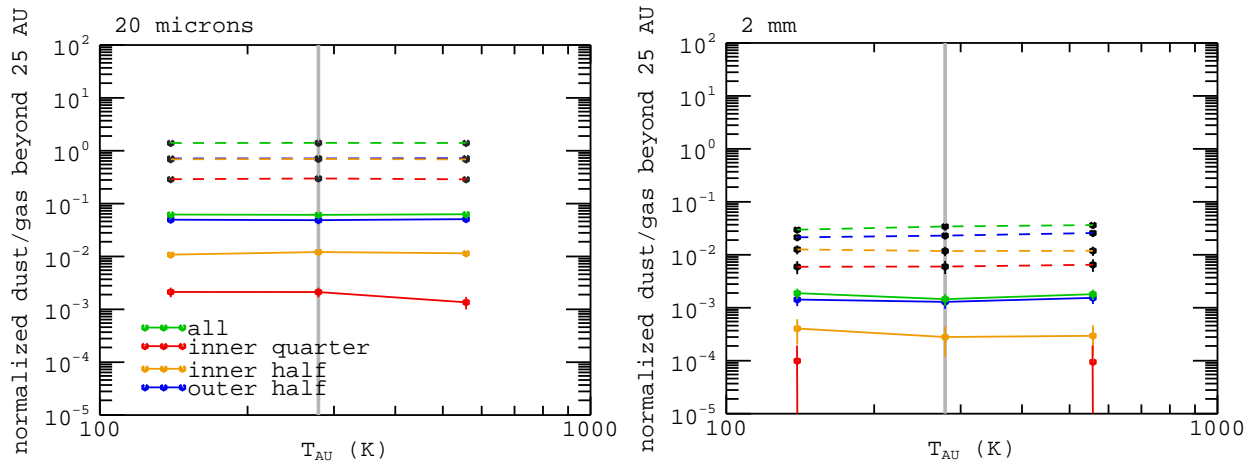 20 microns
normalized dust/gas beyond 25 AU
10^2
10^1
10^0
10^-1
10^-2
10^-3
10^-4
10^-5
all
inner quarter
inner half
outer half
100
1000
T_AU (K)
2 mm
normalized dust/gas beyond 25 AU
10^2
10^1
10^0
10^-1
10^-2
10^-3
10^-4
10^-5
100
1000
T_AU (K)